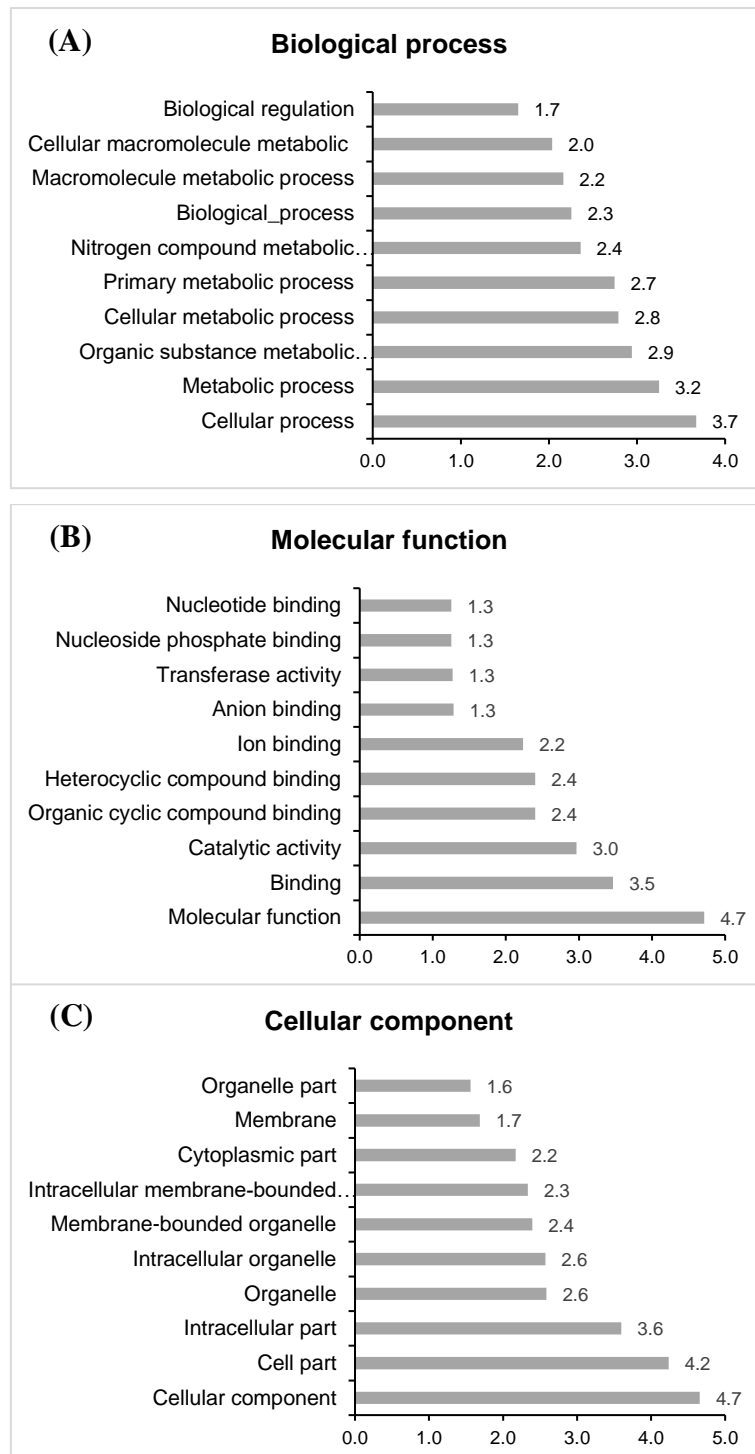 (A)
Biological process
Biological regulation 1.7
Cellular macromolecule metabolic 2.0
Macromolecule metabolic process 2.2
Biological_process 2.3
Nitrogen compound metabolic… 2.4
Primary metabolic process 2.7
Cellular metabolic process 2.8
Organic substance metabolic… 2.9
Metabolic process 3.2
Cellular process 3.7
0.0 1.0 2.0 3.0 4.0
(B)
Molecular function
Nucleotide binding 1.3
Nucleoside phosphate binding 1.3
Transferase activity 1.3
Anion binding 1.3
Ion binding 2.2
Heterocyclic compound binding 2.4
Organic cyclic compound binding 2.4
Catalytic activity 3.0
Binding 3.5
Molecular function 4.7
0.0 1.0 2.0 3.0 4.0 5.0
(C)
Cellular component
Organelle part 1.6
Membrane 1.7
Cytoplasmic part 2.2
Intracellular membrane-bounded… 2.3
Membrane-bounded organelle 2.4
Intracellular organelle 2.6
Organelle 2.6
Intracellular part 3.6
Cell part 4.2
Cellular component 4.7
0.0 1.0 2.0 3.0 4.0 5.0